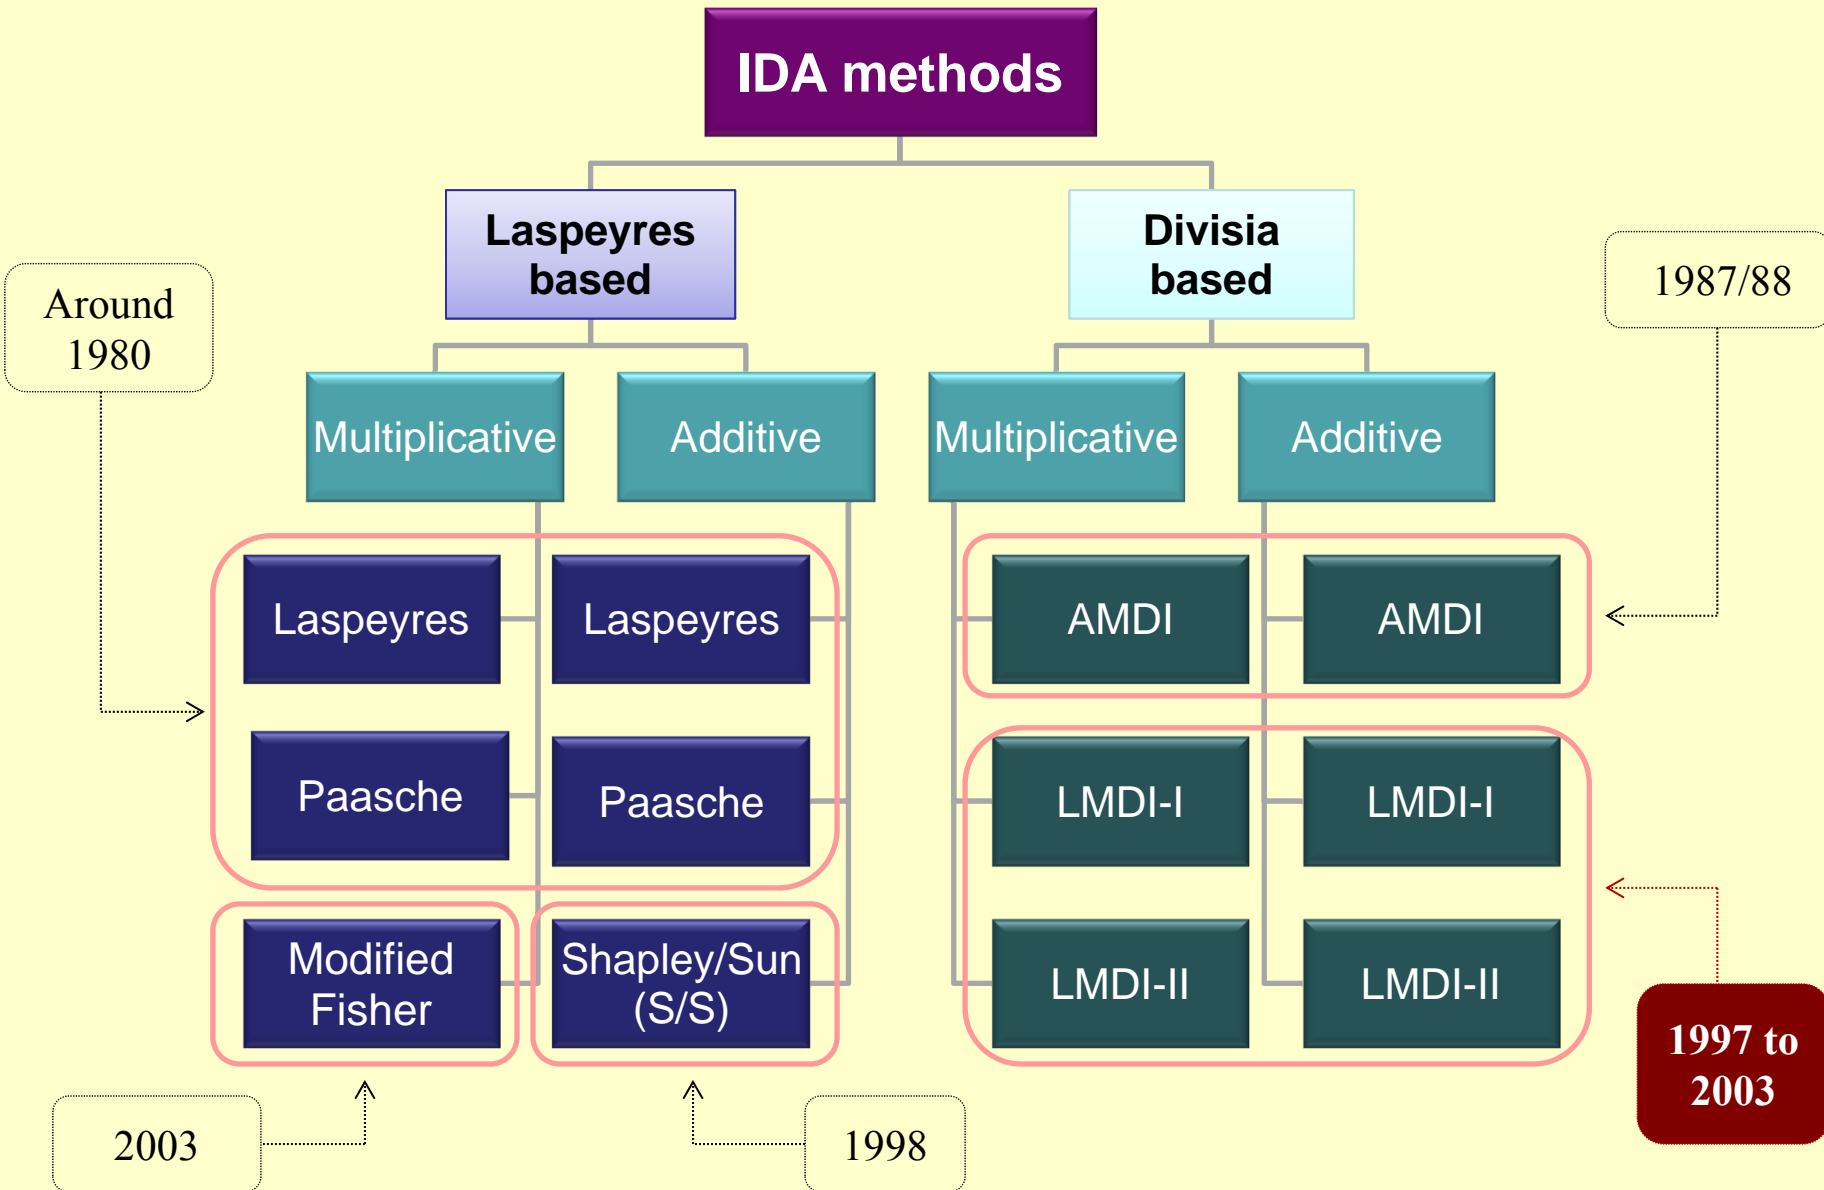 IDA methods
Laspeyres
based
Divisia
based
Around
1980
1987/88
Multiplicative
Additive
Multiplicative
Additive
Laspeyres
Laspeyres
AMDI
AMDI
Paasche
Paasche
LMDI-I
LMDI-I
Modified
Fisher
Shapley/Sun
(S/S)
LMDI-II
LMDI-II
1997 to
2003
2003
1998